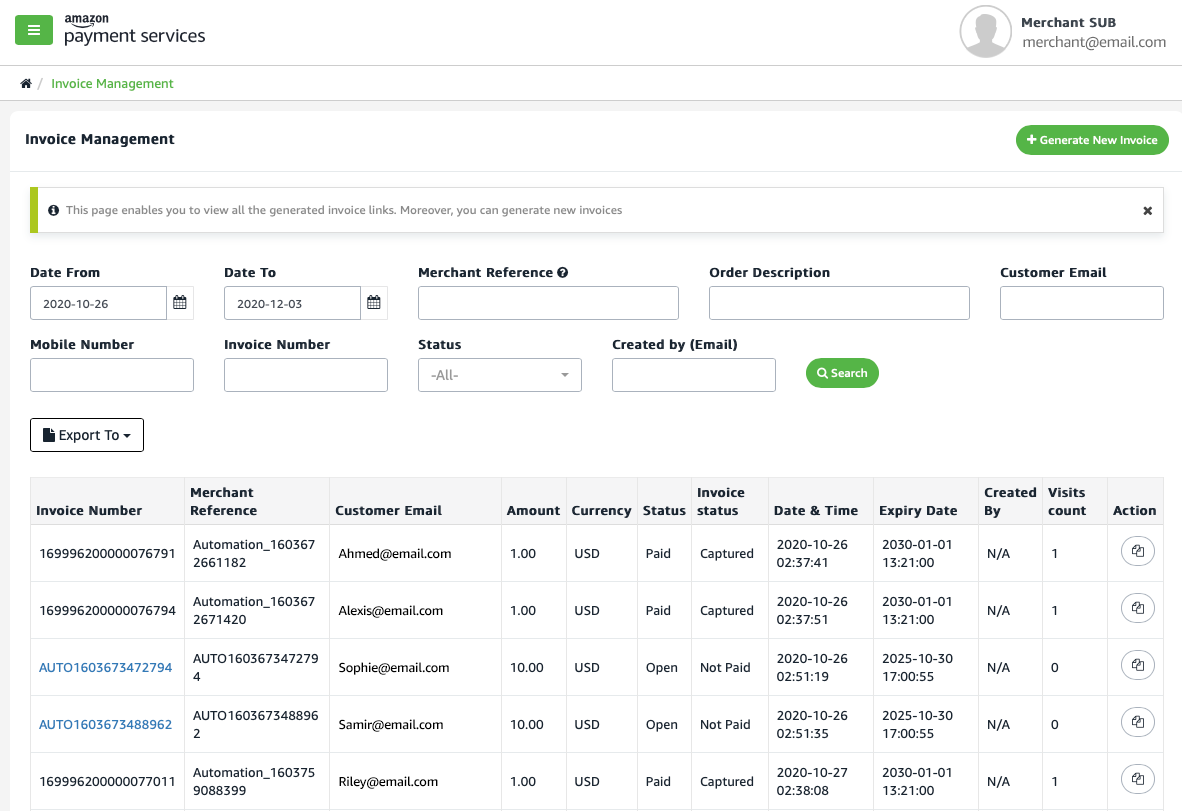 amazon
payment services
Merchant SUB
merchant@email.com
/ Invoice Management
Invoice Management
Generate New Invoice
This page enables you to view all the generated invoice links. Moreover, you can generate new invoices
Date From Date To Merchant Reference Order Description Customer Email
2020-10-26 2020-12-03
Mobile Number Invoice Number Status Created by (Email)
-All- Search
Export To
Invoice Number Merchant Reference Customer Email Amount Currency Status Invoice status Date & Time Expiry Date Created By Visits count Action
169996200000076791 Automation_160367 Ahmed@email.com 1.00 USD Paid Captured 2020-10-26 2030-01-01 N/A 1
2661182 02:37:41 13:21:00
169996200000076794 Automation_160367 Alexis@email.com 1.00 USD Paid Captured 2020-10-26 2030-01-01 N/A 1
2671420 02:37:51 13:21:00
AUTO1603673472794 AUTO160367347279 Sophie@email.com 10.00 USD Open Not Paid 2020-10-26 2025-10-30 N/A 0
4 02:51:19 17:00:55
AUTO1603673488962 AUTO160367348896 Samir@email.com 10.00 USD Open Not Paid 2020-10-26 2025-10-30 N/A 0
2 02:51:35 17:00:55
169996200000077011 Automation_160375 Riley@email.com 1.00 USD Paid Captured 2020-10-27 2030-01-01 N/A 1
9088399 02:38:08 13:21:00